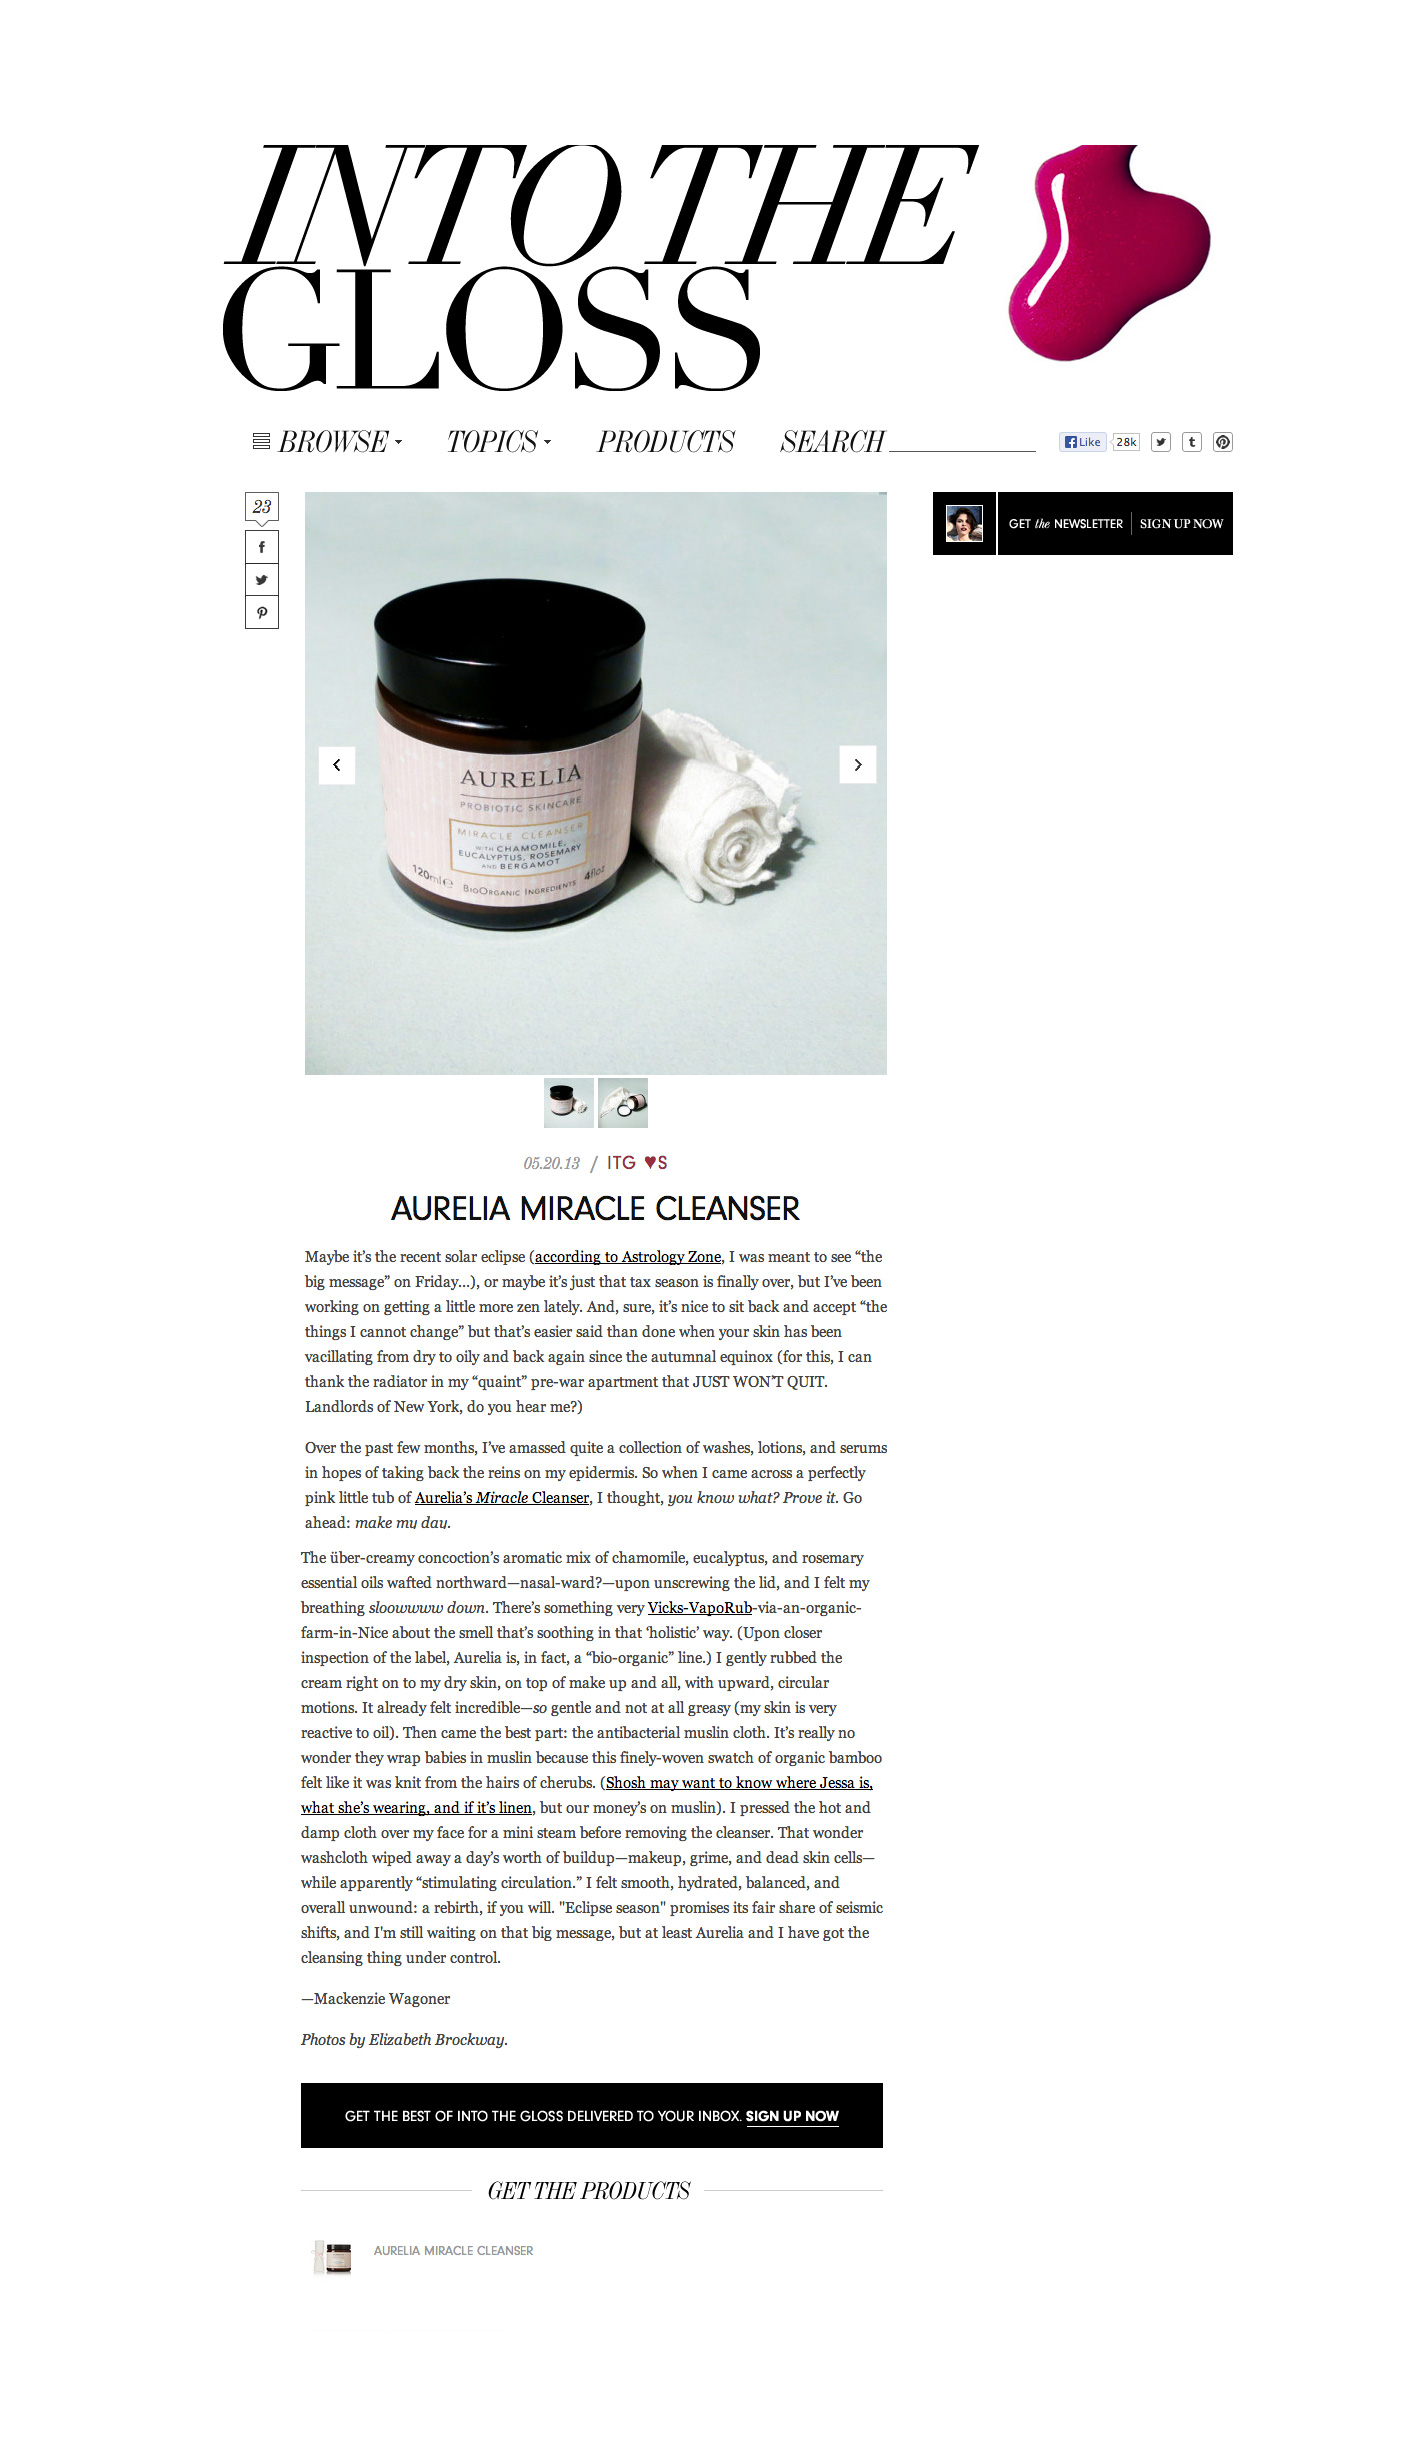 INTO THE
GLOSS
BROWSE
TOPICS
PRODUCTS
SEARCH
Like
28k
23
GET the NEWSLETTER
SIGN UP NOW
AURELIA
PROBIOTIC SKINCARE
MIRACLE CLEANSER
WITH CHAMOMILE,
EUCALYPTUS, ROSEMARY
AND BERGAMOT
120ml e
4floz
BIOORGANIC INGREDIENTS
05.20.13 / ITG ♥S
AURELIA MIRACLE CLEANSER
Maybe it’s the recent solar eclipse (according to Astrology Zone, I was meant to see “the
big message” on Friday...), or maybe it’s just that tax season is finally over, but I’ve been
working on getting a little more zen lately. And, sure, it’s nice to sit back and accept “the
things I cannot change” but that’s easier said than done when your skin has been
vacillating from dry to oily and back again since the autumnal equinox (for this, I can
thank the radiator in my “quaint” pre-war apartment that JUST WON’T QUIT.
Landlords of New York, do you hear me?)
Over the past few months, I’ve amassed quite a collection of washes, lotions, and serums
in hopes of taking back the reins on my epidermis. So when I came across a perfectly
pink little tub of Aurelia’s Miracle Cleanser, I thought, you know what? Prove it. Go
ahead: make my day.
The über-creamy concoction’s aromatic mix of chamomile, eucalyptus, and rosemary
essential oils wafted northward—nasal-ward?—upon unscrewing the lid, and I felt my
breathing sloowwww down. There’s something very Vicks-VapoRub-via-an-organic-
farm-in-Nice about the smell that’s soothing in that ‘holistic’ way. (Upon closer
inspection of the label, Aurelia is, in fact, a “bio-organic” line.) I gently rubbed the
cream right on to my dry skin, on top of make up and all, with upward, circular
motions. It already felt incredible—so gentle and not at all greasy (my skin is very
reactive to oil). Then came the best part: the antibacterial muslin cloth. It’s really no
wonder they wrap babies in muslin because this finely-woven swatch of organic bamboo
felt like it was knit from the hairs of cherubs. (Shosh may want to know where Jessa is,
what she’s wearing, and if it’s linen, but our money’s on muslin). I pressed the hot and
damp cloth over my face for a mini steam before removing the cleanser. That wonder
washcloth wiped away a day’s worth of buildup—makeup, grime, and dead skin cells—
while apparently “stimulating circulation.” I felt smooth, hydrated, balanced, and
overall unwound: a rebirth, if you will. "Eclipse season" promises its fair share of seismic
shifts, and I'm still waiting on that big message, but at least Aurelia and I have got the
cleansing thing under control.
—Mackenzie Wagoner
Photos by Elizabeth Brockway.
GET THE BEST OF INTO THE GLOSS DELIVERED TO YOUR INBOX. SIGN UP NOW
GET THE PRODUCTS
AURELIA MIRACLE CLEANSER